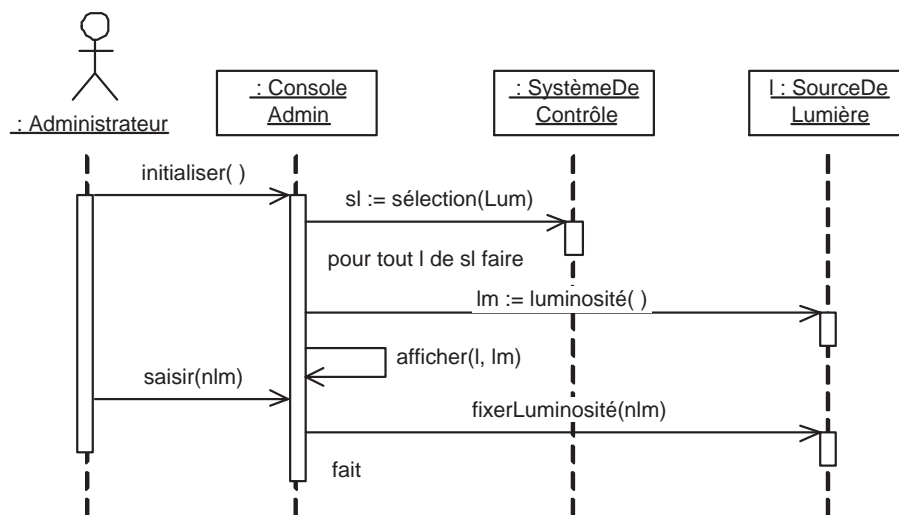 : Administrateur
: Console
Admin
: SystèmeDe
Contrôle
l : SourceDe
Lumière
initialiser( )
sl := sélection(Lum)
pour tout l de sl faire
lm := luminosité( )
afficher(l, lm)
saisir(nlm)
fixerLuminosité(nlm)
fait